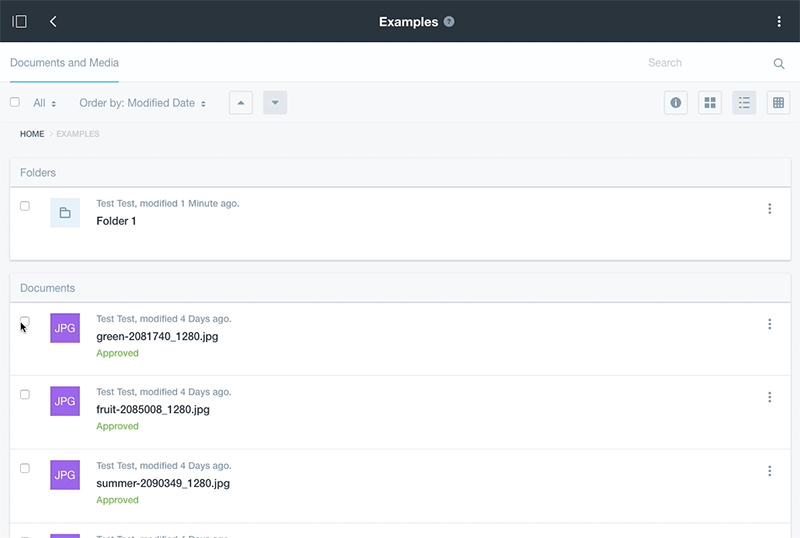 Examples ?
Documents and Media
Search
All
Order by: Modified Date
HOME > EXAMPLES
Folders
Test Test, modified 1 Minute ago.
Folder 1
Documents
Test Test, modified 4 Days ago.
JPG
green-2081740_1280.jpg
Approved
Test Test, modified 4 Days ago.
JPG
fruit-2085008_1280.jpg
Approved
Test Test, modified 4 Days ago.
JPG
summer-2090349_1280.jpg
Approved